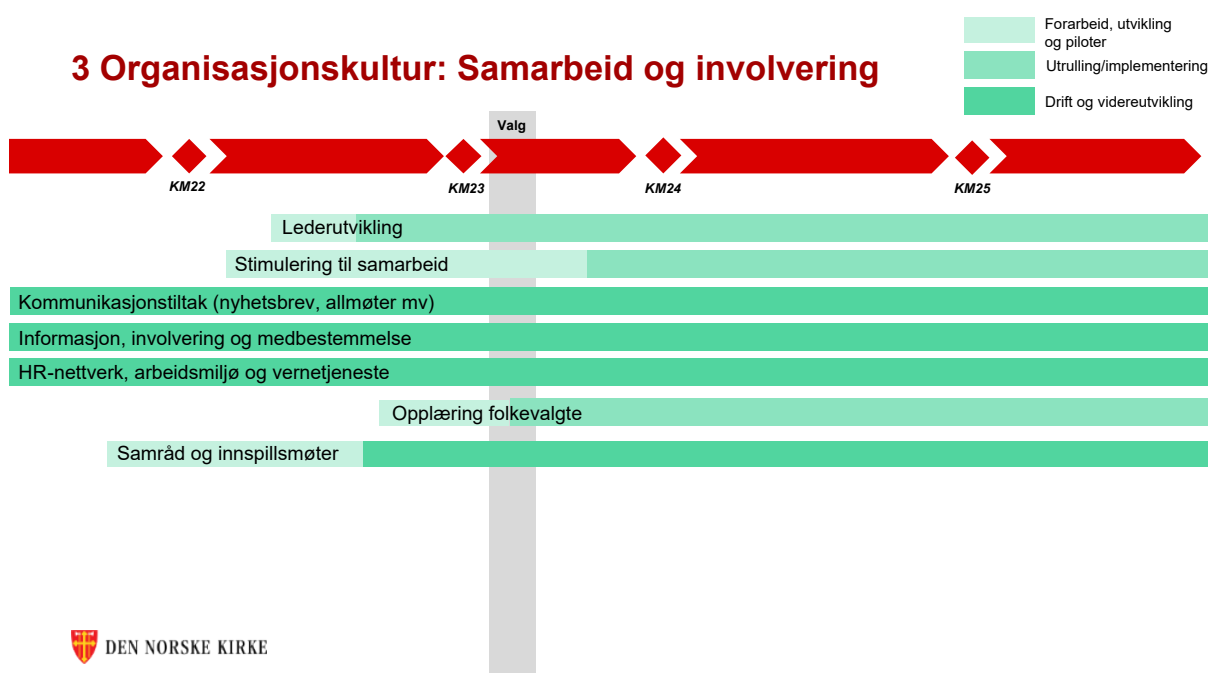 Forarbeid, utvikling
og piloter
3 Organisasjonskultur: Samarbeid og involvering
Utrulling/implementering
Drift og videreutvikling
Valg
KM22
KM23
KM24
KM25
Lederutvikling
Stimulering til samarbeid
Kommunikasjonstiltak (nyhetsbrev, allmøter mv)
Informasjon, involvering og medbestemmelse
HR-nettverk, arbeidsmiljø og vernetjeneste
Opplæring folkevalgte
Samråd og innspillsmøter
DEN NORSKE KIRKE